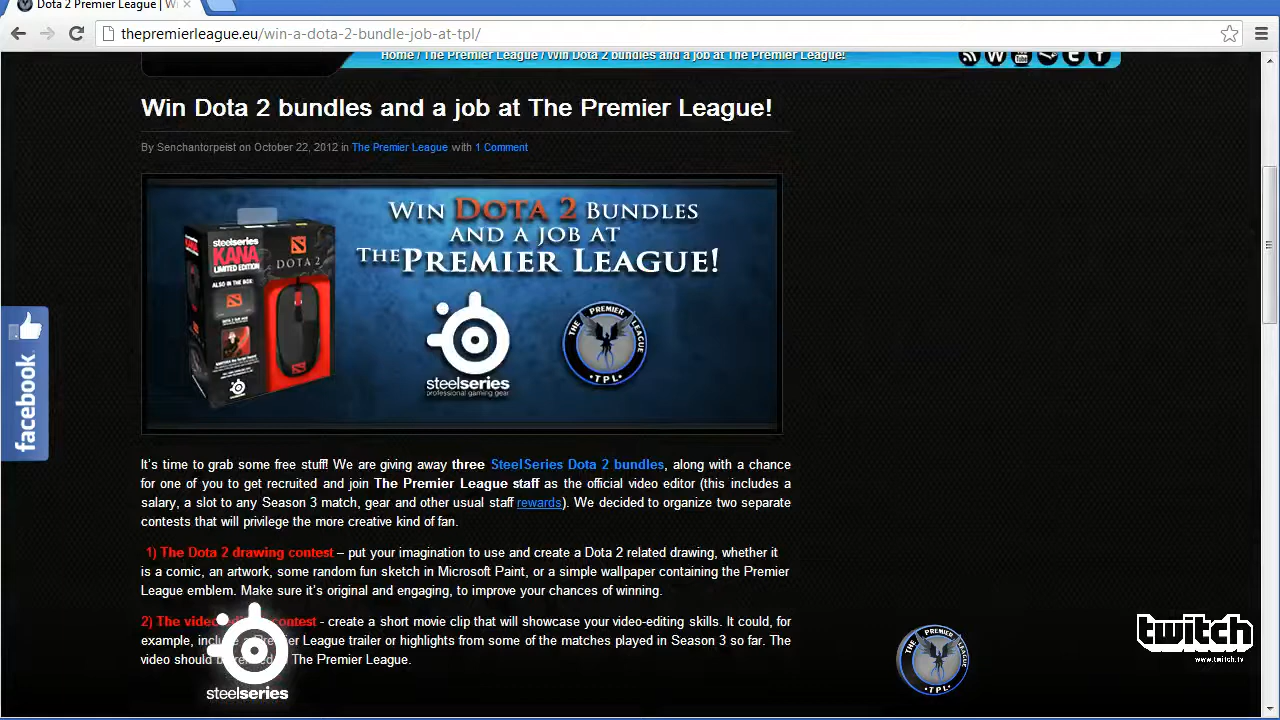 Dota 2 Premier League | Wi
thepremierleague.eu/win-a-dota-2-bundle-job-at-tpl/
Home / The Premier League / Win Dota 2 bundles and a job at The Premier League!
Win Dota 2 bundles and a job at The Premier League!
By Senchantorpeist on October 22, 2012 in The Premier League with 1 Comment
WIN DOTA 2 BUNDLES
AND A JOB AT
THE PREMIER LEAGUE!
steelseries
KANA
LIMITED EDITION
DOTA 2
ALSO IN THE BOX:
steelseries
professional gaming gear
THE PREMIER LEAGUE
•TPL•
facebook
It's time to grab some free stuff! We are giving away three SteelSeries Dota 2 bundles, along with a chance
for one of you to get recruited and join The Premier League staff as the official video editor (this includes a
salary, a slot to any Season 3 match, gear and other usual staff rewards). We decided to organize two separate
contests that will privilege the more creative kind of fan.
1) The Dota 2 drawing contest – put your imagination to use and create a Dota 2 related drawing, whether it
is a comic, an artwork, some random fun sketch in Microsoft Paint, or a simple wallpaper containing the Premier
League emblem. Make sure it's original and engaging, to improve your chances of winning.
2) The video contest - create a short movie clip that will showcase your video-editing skills. It could, for
example, League trailer or highlights from some of the matches played in Season 3 so far. The
video should The Premier League.
steelseries
THE PREMIER LEAGUE
•TPL•
twitch
www.twitch.tv